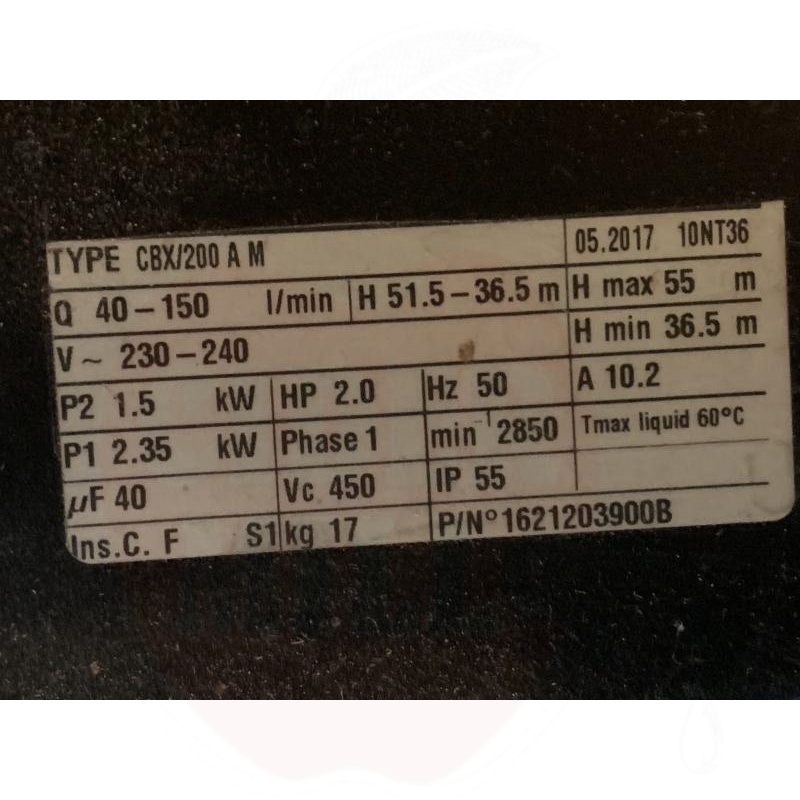 TYPE CBX/200 A M 05.2017 10NT36
Q 40-150 l/min H 51.5-36.5 m H max 55 m
V ~ 230-240 H min 36.5 m
P2 1.5 kW HP 2.0 Hz 50 A 10.2
P1 2.35 kW Phase 1 min⁻¹ 2850 Tmax liquid 60°C
µF 40 Vc 450 IP 55
Ins.C. F S1 kg 17 P/N°1621203900B